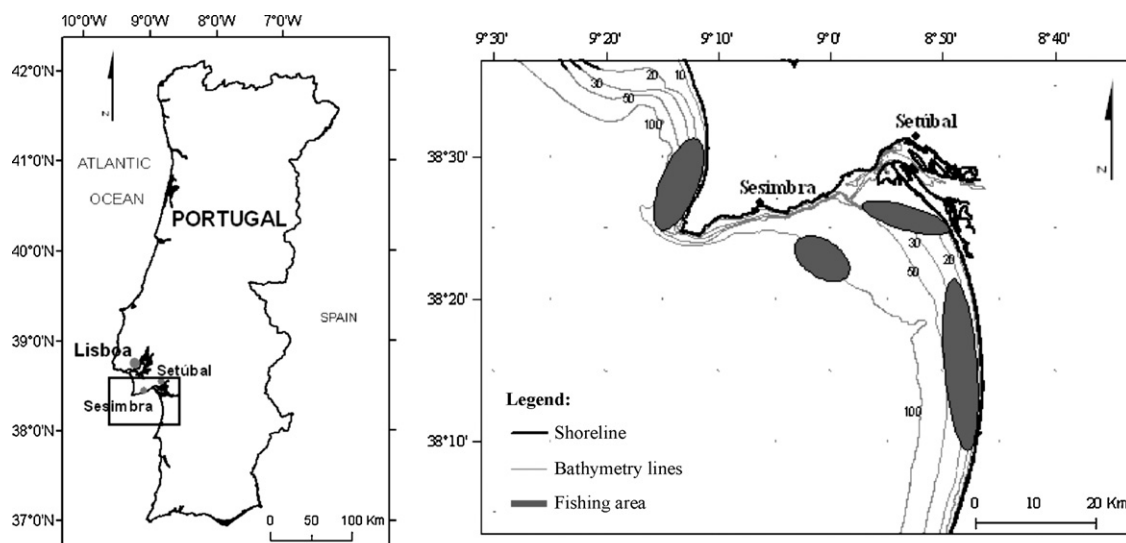 10°0'W 9°0'W 8°0'W 7°0'W
42°0'N
41°0'N
40°0'N
39°0'N
38°0'N
37°0'N
N
ATLANTIC
OCEAN
PORTUGAL
SPAIN
Lisboa
Setúbal
Sesimbra
0 50 100 Km
9°30' 9°20' 9°10' 9°0' 8°50' 8°40'
38°30'
38°20'
38°10'
10
20
30
50
100
N
Setúbal
Sesimbra
30
20
50
100
Legend:
Shoreline
Bathymetry lines
Fishing area
0 10 20 Km